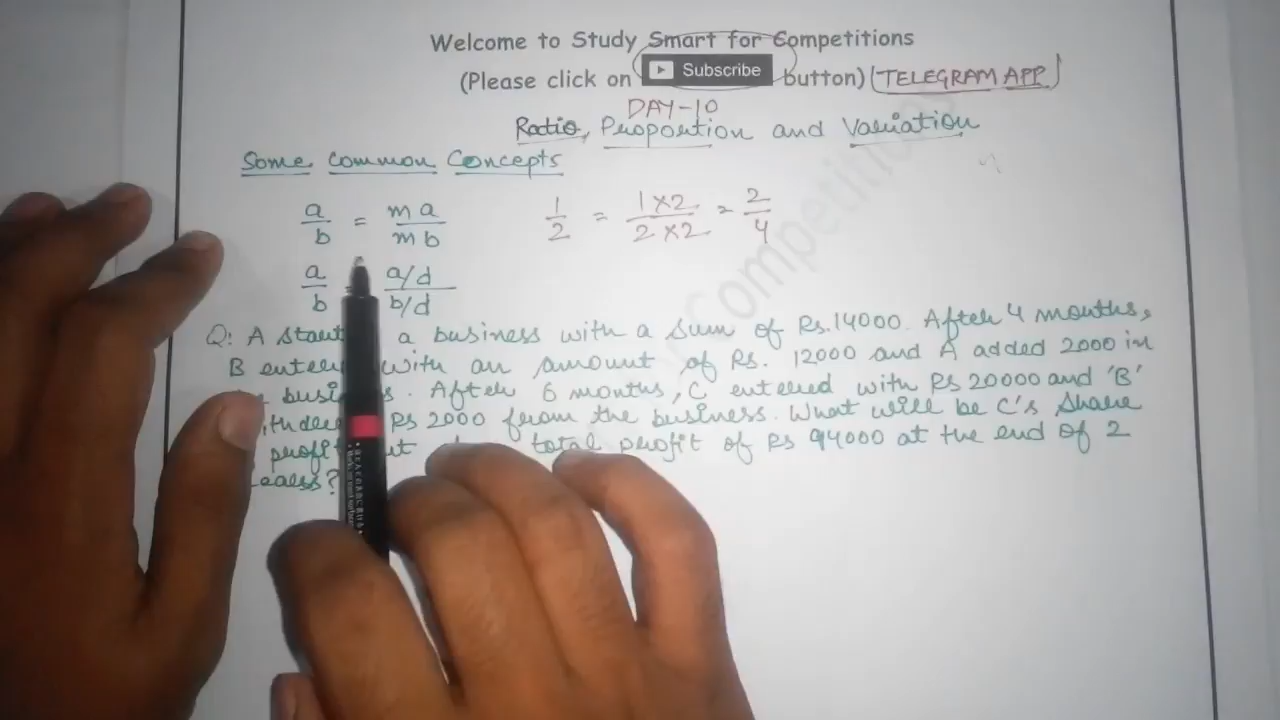 Welcome to Study Smart for Competitions
(Please click on Subscribe button) (TELEGRAM APP)
DAY-10
Ratio, Proportion and Variation
Some Common Concepts
a/b = ma/mb 1/2 = 1×2/2×2 = 2/4
a/b = a/d / b/d
Q: A start a business with a sum of Rs.14000. After 4 months,
B entere with an amount of Rs. 12000 and A added 2000 in
busi s. After 6 months, C entered with Rs 20000 and 'B'
Rs 2000 from the business. What will be C's share
profit total profit of Rs 94000 at the end of 2